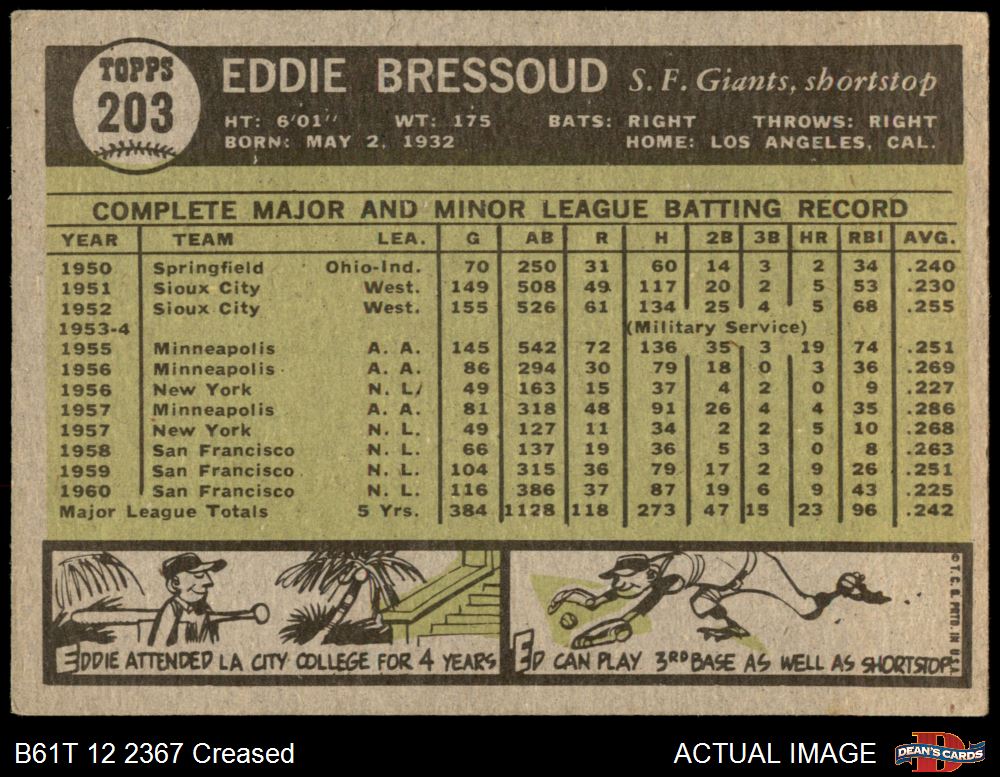 TOPPS
203
EDDIE BRESSOUD S. F. Giants, shortstop
HT: 6'01" WT: 175 BATS: RIGHT THROWS: RIGHT
BORN: MAY 2, 1932 HOME: LOS ANGELES, CAL.
COMPLETE MAJOR AND MINOR LEAGUE BATTING RECORD
YEAR TEAM LEA. G AB R H 2B 3B HR RBI AVG.
1950 Springfield Ohio-Ind. 70 250 31 60 14 3 2 34 .240
1951 Sioux City West. 149 508 49 117 20 2 5 53 .230
1952 Sioux City West. 155 526 61 134 25 4 5 68 .255
1953-4 (Military Service)
1955 Minneapolis A. A. 145 542 72 136 35 3 19 74 .251
1956 Minneapolis A. A. 86 294 30 79 18 0 3 36 .269
1956 New York N. L. 49 163 15 37 4 2 0 9 .227
1957 Minneapolis A. A. 81 318 48 91 26 4 4 35 .286
1957 New York N. L. 49 127 11 34 2 2 5 10 .268
1958 San Francisco N. L. 66 137 19 36 5 3 0 8 .263
1959 San Francisco N. L. 104 315 36 79 17 2 9 26 .251
1960 San Francisco N. L. 116 386 37 87 19 6 9 43 .225
Major League Totals 5 Yrs. 384 1128 118 273 47 15 23 96 .242
EDDIE ATTENDED LA CITY COLLEGE FOR 4 YEARS
ED CAN PLAY 3RD BASE AS WELL AS SHORTSTOP.
© T. C. G. PRTD. IN U.S.A.
B61T 12 2367 Creased
ACTUAL IMAGE
DEAN'S CARDS